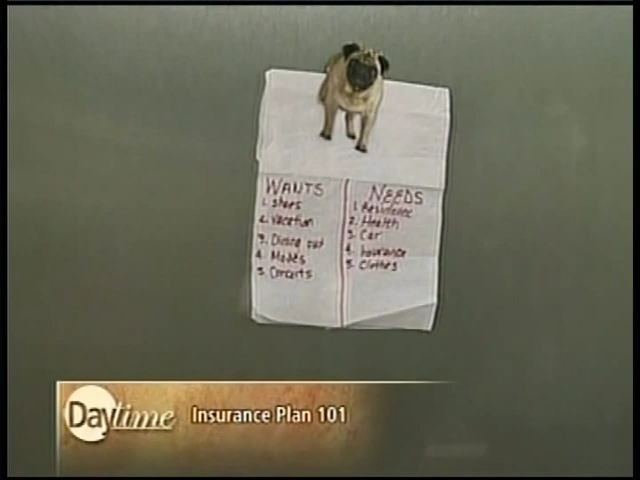 WANTS
1. Shoes
2. Vacation
3. Dining out
4. Movies
5. Concerts
NEEDS
1. Residence
2. Health
3. Car
4. Insurance
5. Clothes
Daytime
Insurance Plan 101